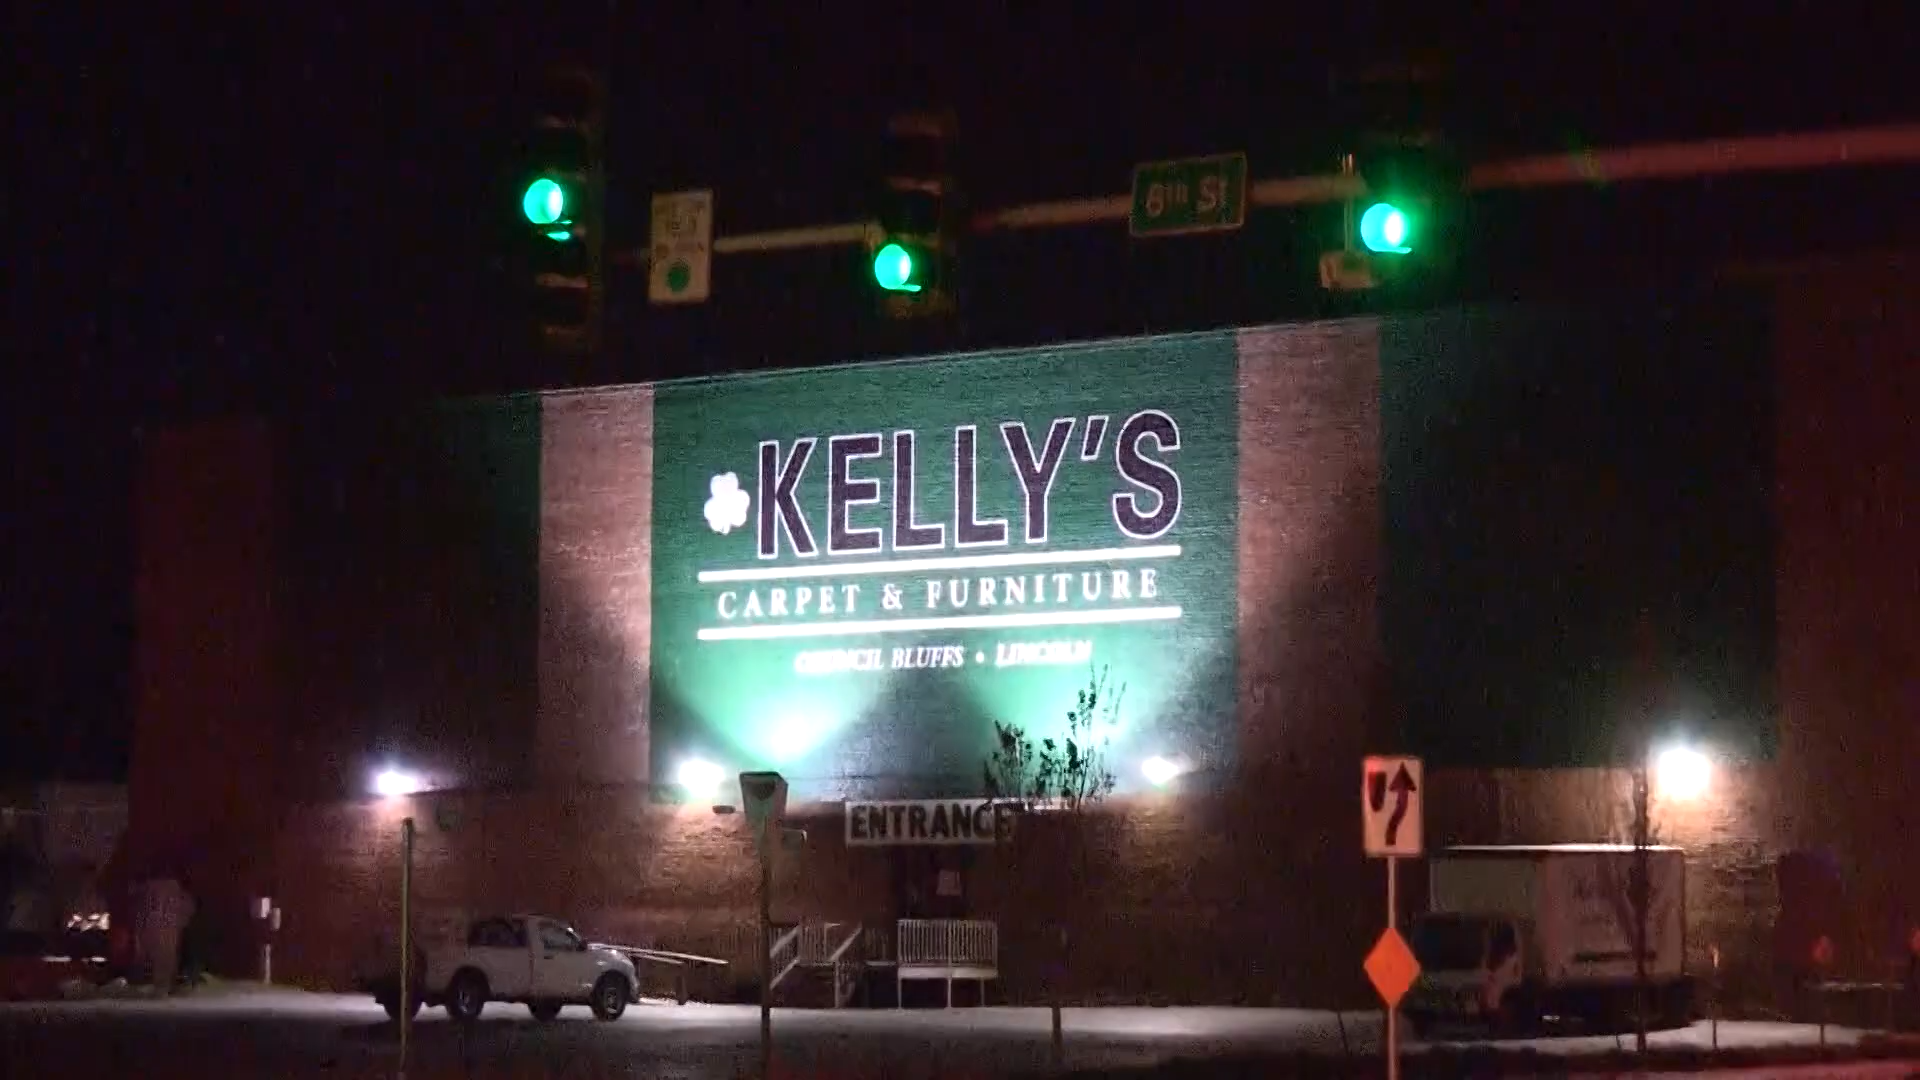 8th St
KELLY'S
CARPET & FURNITURE
COUNCIL BLUFFS • LINCOLN
ENTRANCE